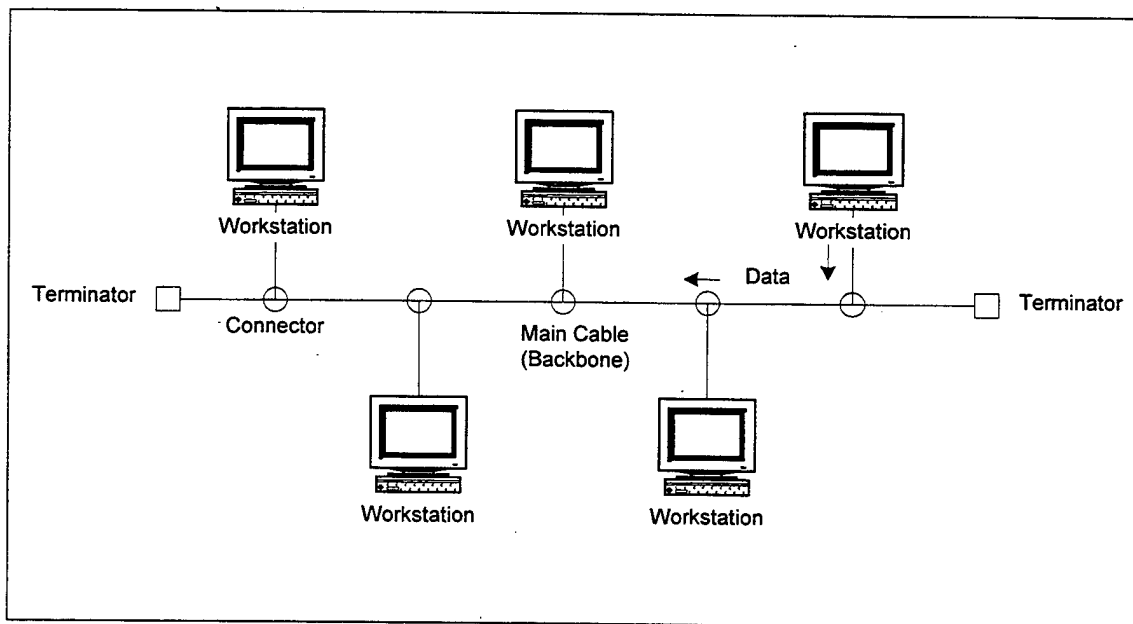 Workstation
Workstation
Workstation
Terminator
Data
Terminator
Connector
Main Cable
(Backbone)
Workstation
Workstation